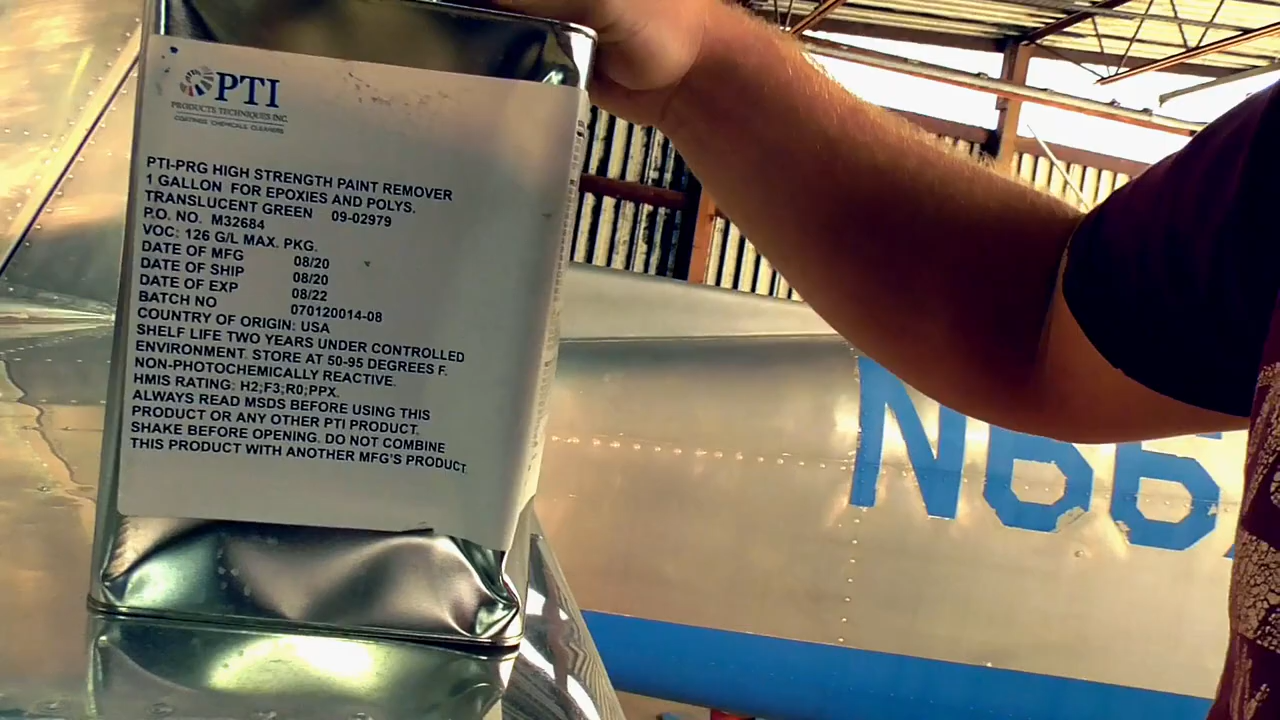 PTI
PRODUCTS TECHNIQUES INC.
COATINGS CHEMICALS CLEANERS
PTI-PRG HIGH STRENGTH PAINT REMOVER
1 GALLON FOR EPOXIES AND POLYS.
TRANSLUCENT GREEN 09-02979
P.O. NO. M32684
VOC: 126 G/L MAX. PKG.
DATE OF MFG 08/20
DATE OF SHIP 08/20
DATE OF EXP 08/22
BATCH NO 070120014-08
COUNTRY OF ORIGIN: USA
SHELF LIFE TWO YEARS UNDER CONTROLLED
ENVIRONMENT. STORE AT 50-95 DEGREES F.
NON-PHOTOCHEMICALLY REACTIVE.
HMIS RATING: H2;F3;R0;PPX.
ALWAYS READ MSDS BEFORE USING THIS
PRODUCT OR ANY OTHER PTI PRODUCT.
SHAKE BEFORE OPENING. DO NOT COMBINE
THIS PRODUCT WITH ANOTHER MFG'S PRODUCT
N66